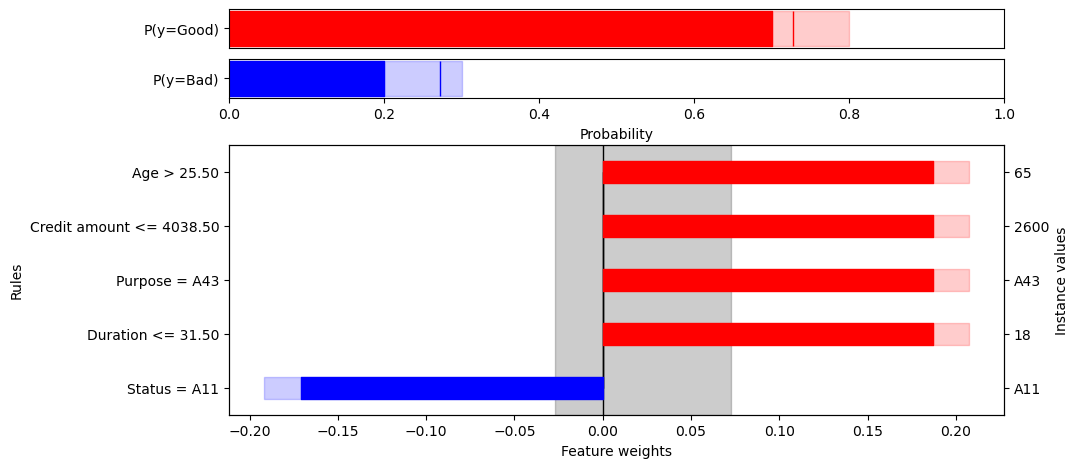 P(y=Good)
P(y=Bad)
0.0 0.2 0.4 0.6 0.8 1.0
Probability
Rules
Instance values
Age > 25.50 65
Credit amount <= 4038.50 2600
Purpose = A43 A43
Duration <= 31.50 18
Status = A11 A11
−0.20 −0.15 −0.10 −0.05 0.00 0.05 0.10 0.15 0.20
Feature weights